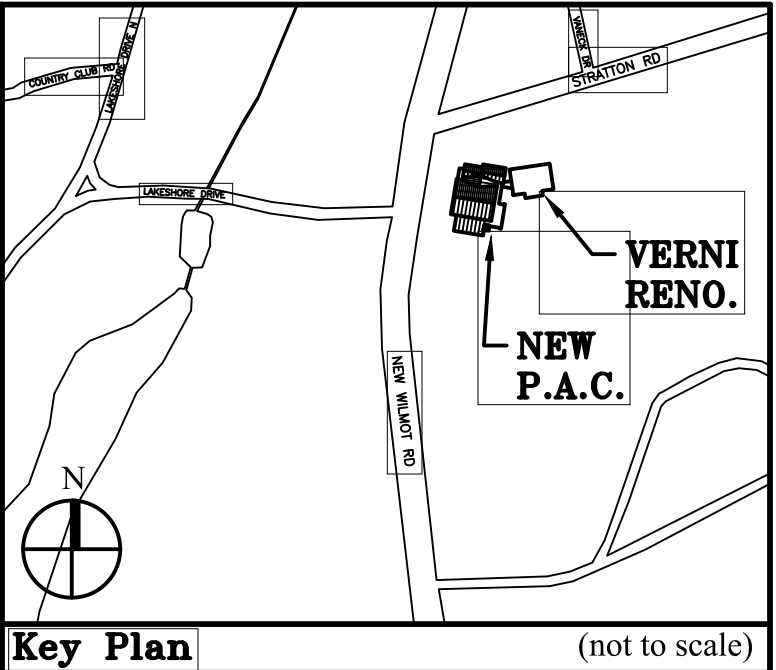 VANECK DR
LAKESHORE DRIVE N
COUNTRY CLUB RD
STRATTON RD
LAKESHORE DRIVE
VERNI
RENO.
NEW
P.A.C.
NEW WILMOT RD
N
Key Plan
(not to scale)